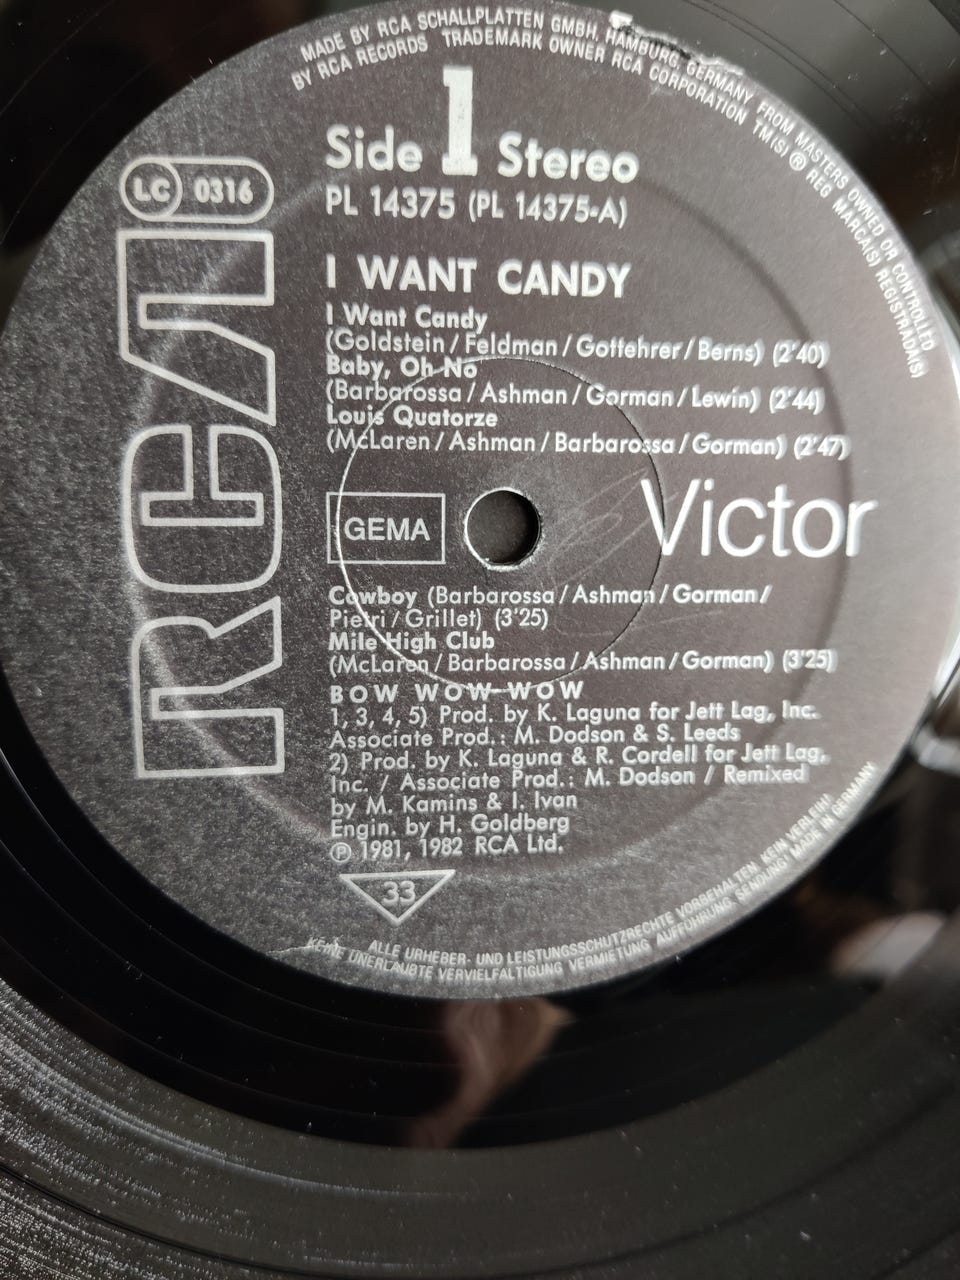 MADE BY RCA SCHALLPLATTEN GMBH, HAMBURG, GERMANY FROM MASTERS OWNED OR CONTROLLED
BY RCA RECORDS TRADEMARK OWNER RCA CORPORATION TM(S) ® REG MARCA(S) REGISTRADA(S)
Side 1 Stereo
LC 0316
PL 14375 (PL 14375-A)
RCA
I WANT CANDY
I Want Candy
(Goldstein/Feldman/Gottehrer/Berns) (2'40)
Baby, Oh No
(Barbarossa/Ashman/Gorman/Lewin) (2'44)
Louis Quatorze
(McLaren/Ashman/Barbarossa/Gorman) (2'47)
GEMA
Victor
Cowboy (Barbarossa/Ashman/Gorman/
Pietri/Grillet) (3'25)
Mile High Club
(McLaren/Barbarossa/Ashman/Gorman) (3'25)
BOW WOW WOW
1, 3, 4, 5) Prod. by K. Laguna for Jett Lag, Inc.
Associate Prod.: M. Dodson & S. Leeds
2) Prod. by K. Laguna & R. Cordell for Jett Lag,
Inc. / Associate Prod.: M. Dodson / Remixed
by M. Kamins & I. Ivan
Engin. by H. Goldberg
℗ 1981, 1982 RCA Ltd.
33
ALLE URHEBER- UND LEISTUNGSSCHUTZRECHTE VORBEHALTEN. KEIN VERLEIH!
KEINE UNERLAUBTE VERVIELFÄLTIGUNG, VERMIETUNG, AUFFÜHRUNG, SENDUNG! MADE IN GERMANY